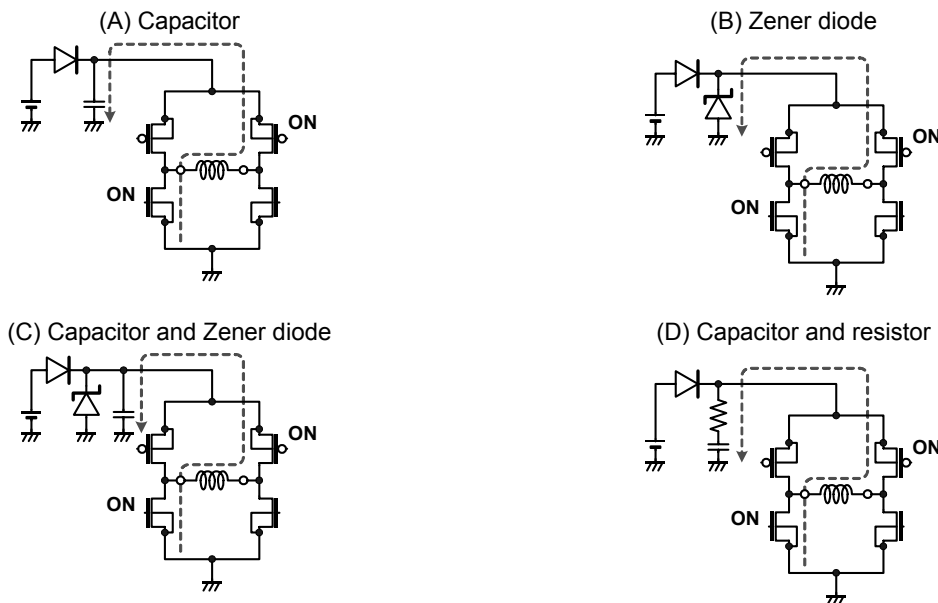 (A) Capacitor
ON
ON
(B) Zener diode
ON
ON
(C) Capacitor and Zener diode
ON
ON
(D) Capacitor and resistor
ON
ON